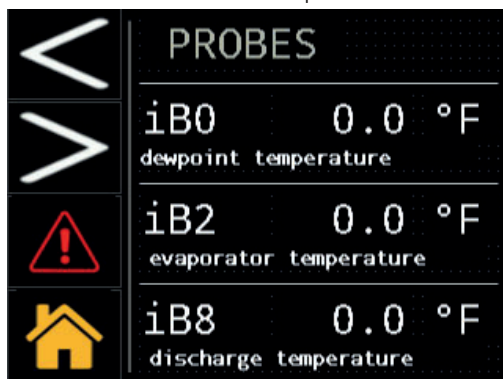 PROBES
iB0 0.0 °F
dewpoint temperature
iB2 0.0 °F
evaporator temperature
iB8 0.0 °F
discharge temperature